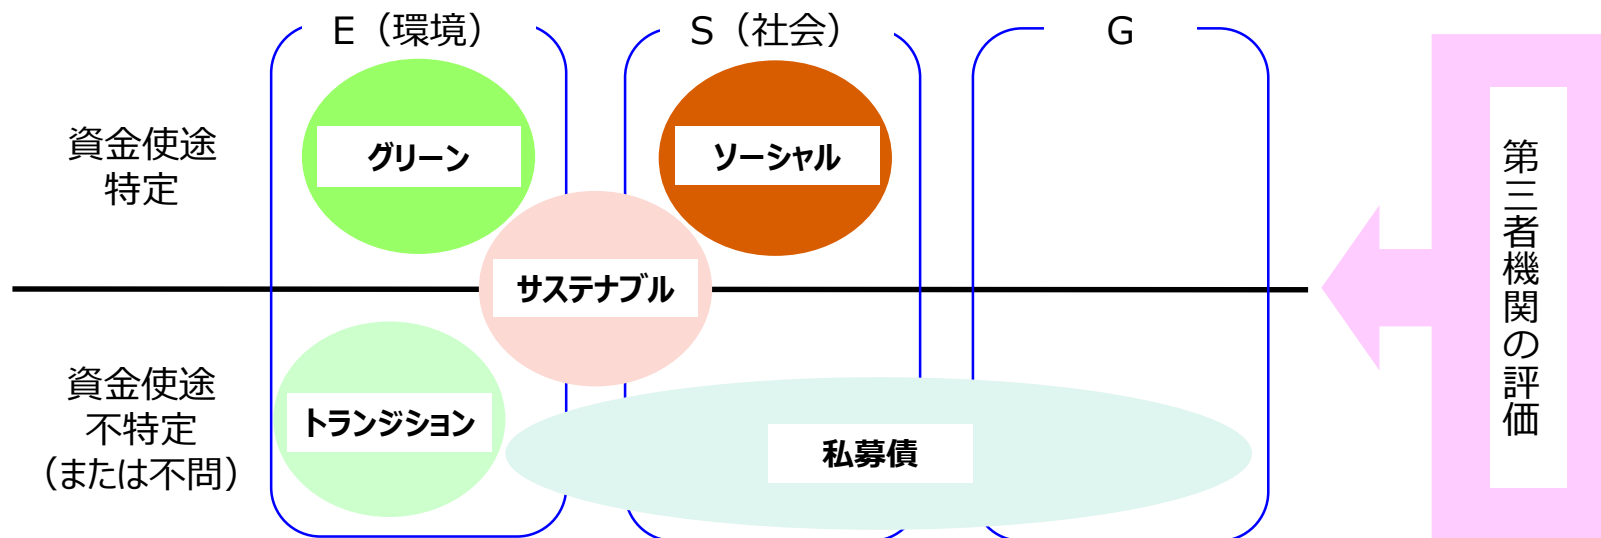 E（環境）
S（社会）
G
資金使途
特定
グリーン
ソーシャル
サステナブル
資金使途
不特定
（または不問）
トランジション
私募債
第三者機関の評価